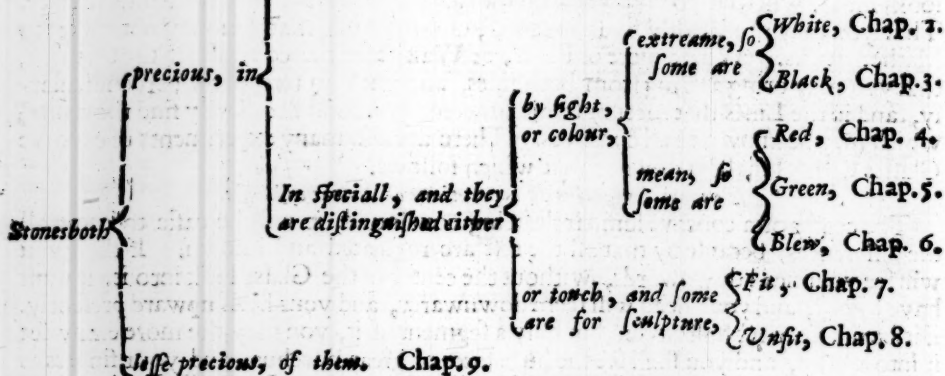 extreame, ſo
ſome are
White, Chap. 2.
Black, Chap. 3.
precious, in
by ſight,
or colour,
mean, ſo
ſome are
Red, Chap. 4.
Green, Chap. 5.
Blew, Chap. 6.
In ſpeciall, and they
are diſtinguiſhed either
Stones both
or touch, and ſome
are for ſculpture,
Fit, Chap. 7.
Unfit, Chap. 8.
leſſe precious, of them. Chap. 9.